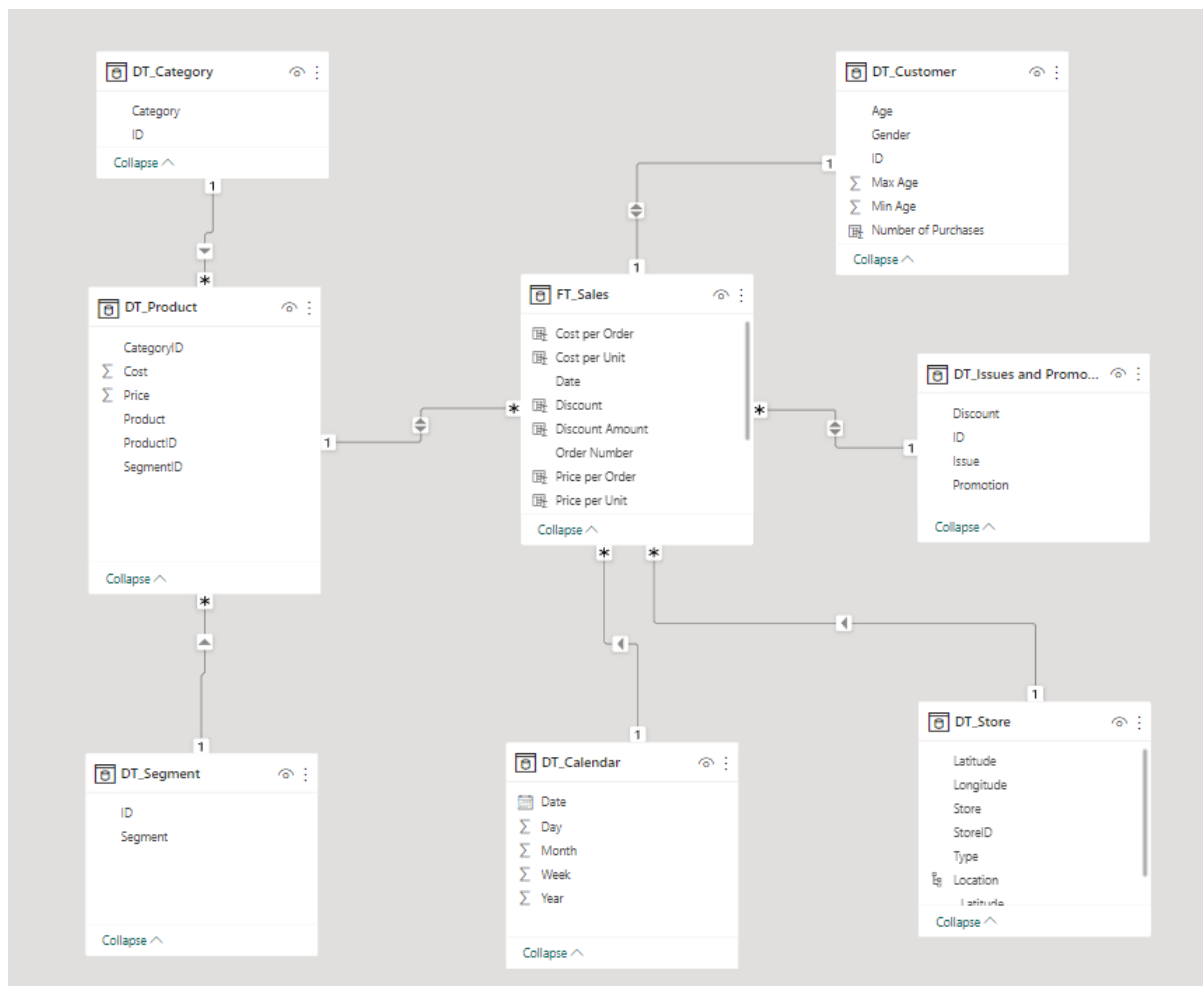 DT_Category
Category
ID
Collapse
1
*
DT_Customer
Age
Gender
ID
Max Age
Min Age
Number of Purchases
Collapse
1
1
DT_Product
CategoryID
Cost
Price
Product
ProductID
SegmentID
Collapse
1
*
*
FT_Sales
Cost per Order
Cost per Unit
Date
Discount
Discount Amount
Order Number
Price per Order
Price per Unit
Collapse
*
*
*
DT_Issues and Promo...
Discount
ID
Issue
Promotion
Collapse
1
1
DT_Segment
ID
Segment
Collapse
1
DT_Calendar
Date
Day
Month
Week
Year
Collapse
1
DT_Store
Latitude
Longitude
Store
StoreID
Type
Location
Latitude
Collapse